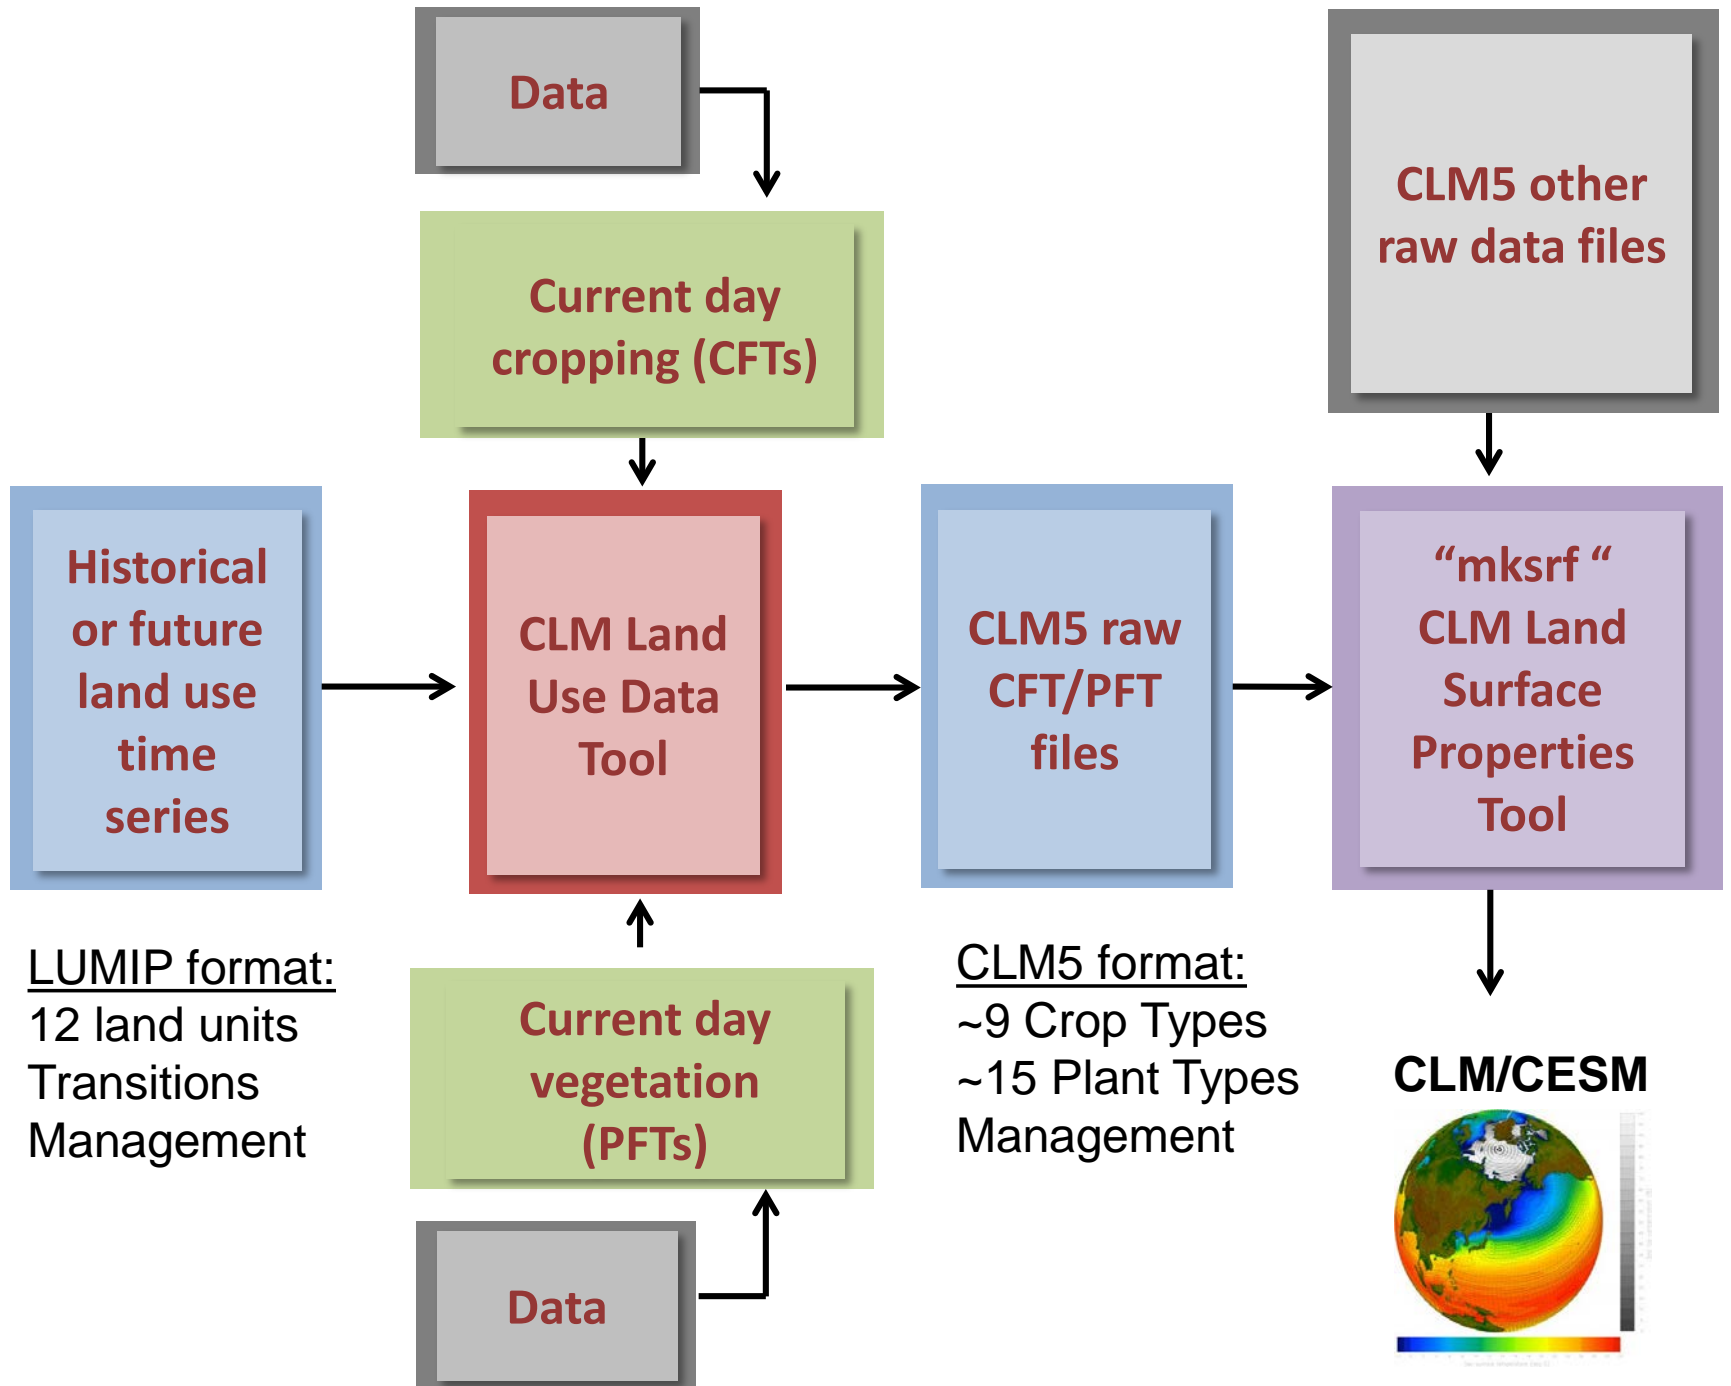 Data
CLM5 other
raw data files
Current day
cropping (CFTs)
Historical
or future
land use
time
series
CLM Land
Use Data
Tool
CLM5 raw
CFT/PFT
files
“mksrf “
CLM Land
Surface
Properties
Tool
LUMIP format:
12 land units
Transitions
Management
Current day
vegetation
(PFTs)
CLM5 format:
~9 Crop Types
~15 Plant Types
Management
CLM/CESM
Data